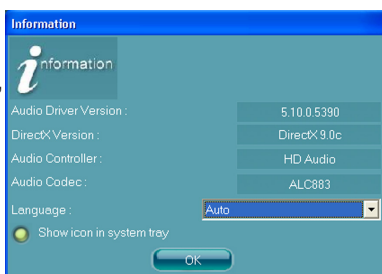 Information
information
Audio Driver Version : 5.10.0.5390
DirectX Version : DirectX 9.0c
Audio Controller : HD Audio
Audio Codec : ALC883
Language : Auto
Show icon in system tray
OK